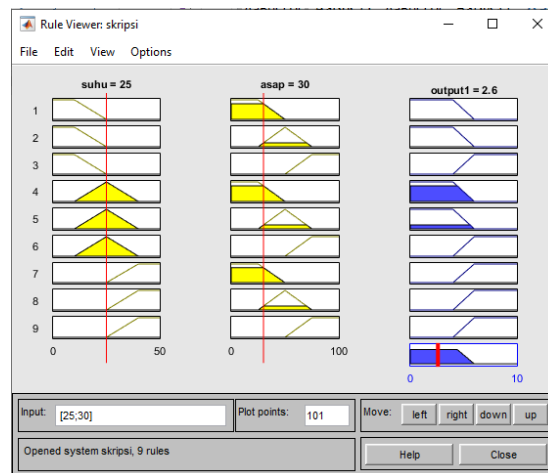 Rule Viewer: skripsi
File Edit View Options
suhu = 25 asap = 30 output1 = 2.6
1
2
3
4
5
6
7
8
9
0 50 0 100
0 10
Input: [25;30] Plot points: 101 Move: left right down up
Opened system skripsi, 9 rules Help Close